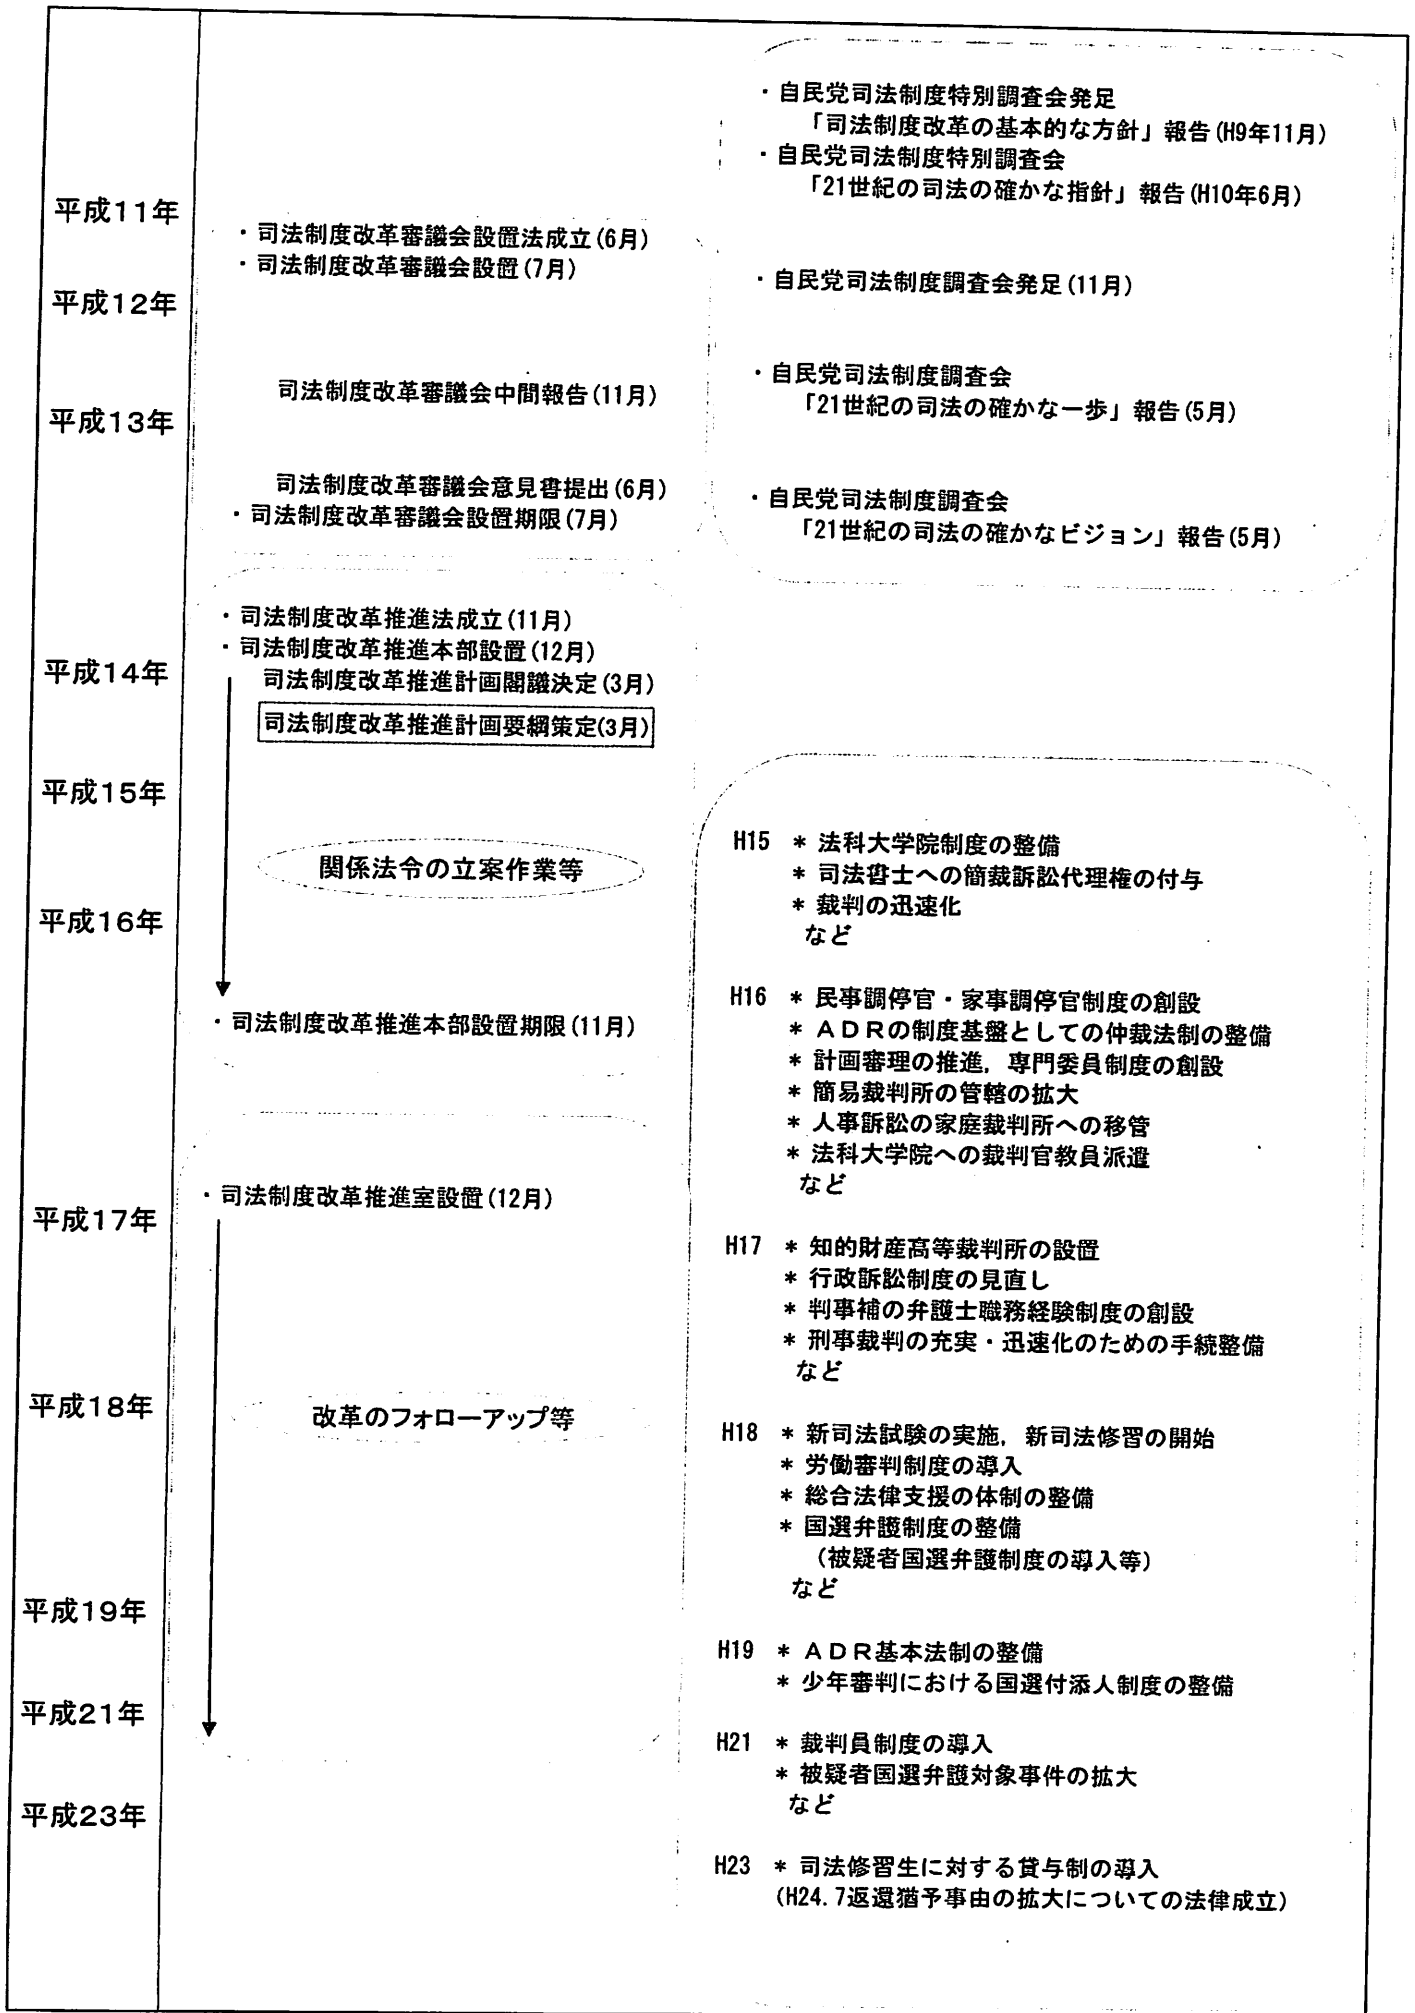 ・自民党司法制度特別調査会発足
「司法制度改革の基本的な方針」報告(H9年11月)
・自民党司法制度特別調査会
「21世紀の司法の確かな指針」報告(H10年6月)
平成11年
・司法制度改革審議会設置法成立(6月)
・司法制度改革審議会設置(7月)
・自民党司法制度調査会発足(11月)
平成12年
司法制度改革審議会中間報告(11月)
・自民党司法制度調査会
「21世紀の司法の確かな一歩」報告(5月)
平成13年
司法制度改革審議会意見書提出(6月)
・司法制度改革審議会設置期限(7月)
・自民党司法制度調査会
「21世紀の司法の確かなビジョン」報告(5月)
・司法制度改革推進法成立(11月)
・司法制度改革推進本部設置(12月)
平成14年
司法制度改革推進計画閣議決定(3月)
司法制度改革推進計画要綱策定(3月)
平成15年
関係法令の立案作業等
平成16年
・司法制度改革推進本部設置期限(11月)
・司法制度改革推進室設置(12月)
平成17年
平成18年
改革のフォローアップ等
平成19年
平成21年
平成23年
H15 * 法科大学院制度の整備
* 司法書士への簡裁訴訟代理権の付与
* 裁判の迅速化
など
H16 * 民事調停官・家事調停官制度の創設
* ADRの制度基盤としての仲裁法制の整備
* 計画審理の推進，専門委員制度の創設
* 簡易裁判所の管轄の拡大
* 人事訴訟の家庭裁判所への移管
* 法科大学院への裁判官教員派遣
など
H17 * 知的財産高等裁判所の設置
* 行政訴訟制度の見直し
* 判事補の弁護士職務経験制度の創設
* 刑事裁判の充実・迅速化のための手続整備
など
H18 * 新司法試験の実施，新司法修習の開始
* 労働審判制度の導入
* 総合法律支援の体制の整備
* 国選弁護制度の整備
（被疑者国選弁護制度の導入等）
など
H19 * ADR基本法制の整備
* 少年審判における国選付添人制度の整備
H21 * 裁判員制度の導入
* 被疑者国選弁護対象事件の拡大
など
H23 * 司法修習生に対する貸与制の導入
(H24.7返還猶予事由の拡大についての法律成立)